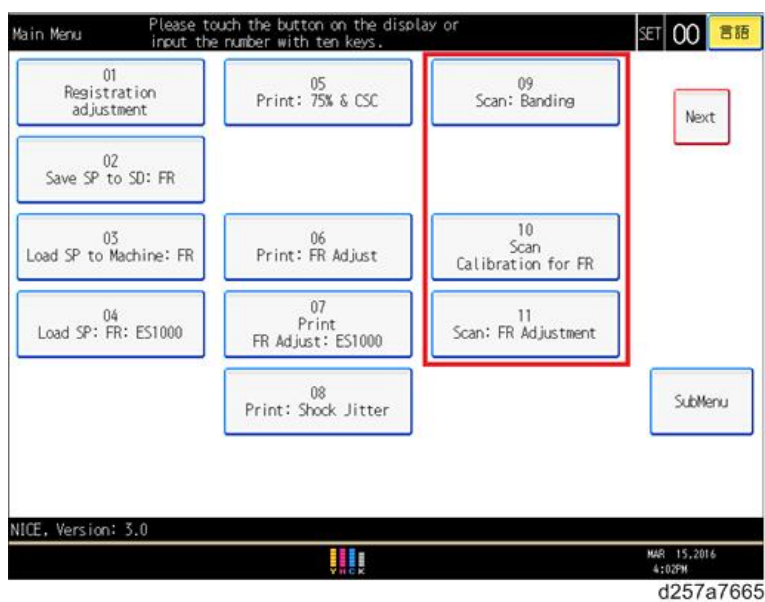 Main Menu
Please touch the button on the display or
input the number with ten keys.
SET 00 言語
01
Registration
adjustment
05
Print: 75% & CSC
09
Scan: Banding
Next
02
Save SP to SD: FR
03
Load SP to Machine: FR
06
Print: FR Adjust
10
Scan
Calibration for FR
04
Load SP: FR: ES1000
07
Print
FR Adjust: ES1000
11
Scan: FR Adjustment
08
Print: Shock Jitter
SubMenu
NICE, Version: 3.0
Y M C K
MAR 15,2016
4:02PM
d257a7665